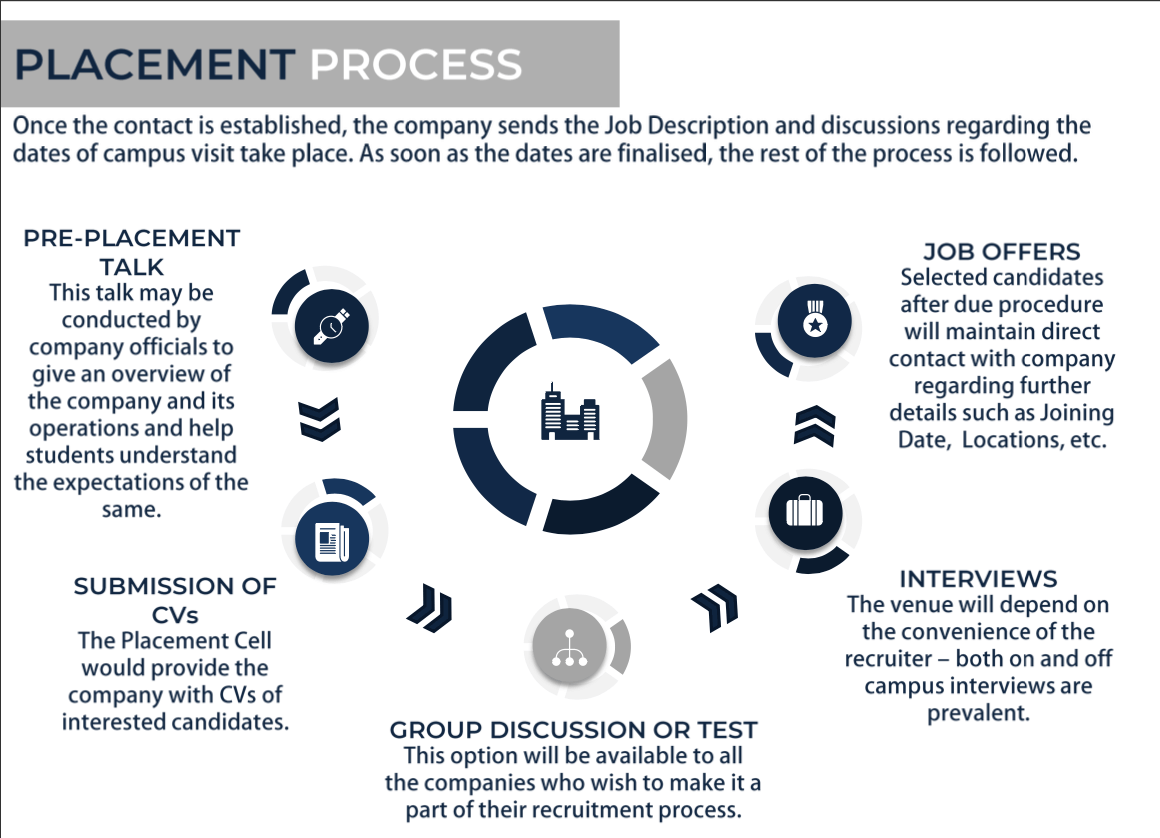 PLACEMENT PROCESS
Once the contact is established, the company sends the Job Description and discussions regarding the
dates of campus visit take place. As soon as the dates are finalised, the rest of the process is followed.
PRE-PLACEMENT
TALK
This talk may be
conducted by
company officials to
give an overview of
the company and its
operations and help
students understand
the expectations of the
same.
SUBMISSION OF
CVs
The Placement Cell
would provide the
company with CVs of
interested candidates.
GROUP DISCUSSION OR TEST
This option will be available to all
the companies who wish to make it a
part of their recruitment process.
INTERVIEWS
The venue will depend on
the convenience of the
recruiter – both on and off
campus interviews are
prevalent.
JOB OFFERS
Selected candidates
after due procedure
will maintain direct
contact with company
regarding further
details such as Joining
Date, Locations, etc.